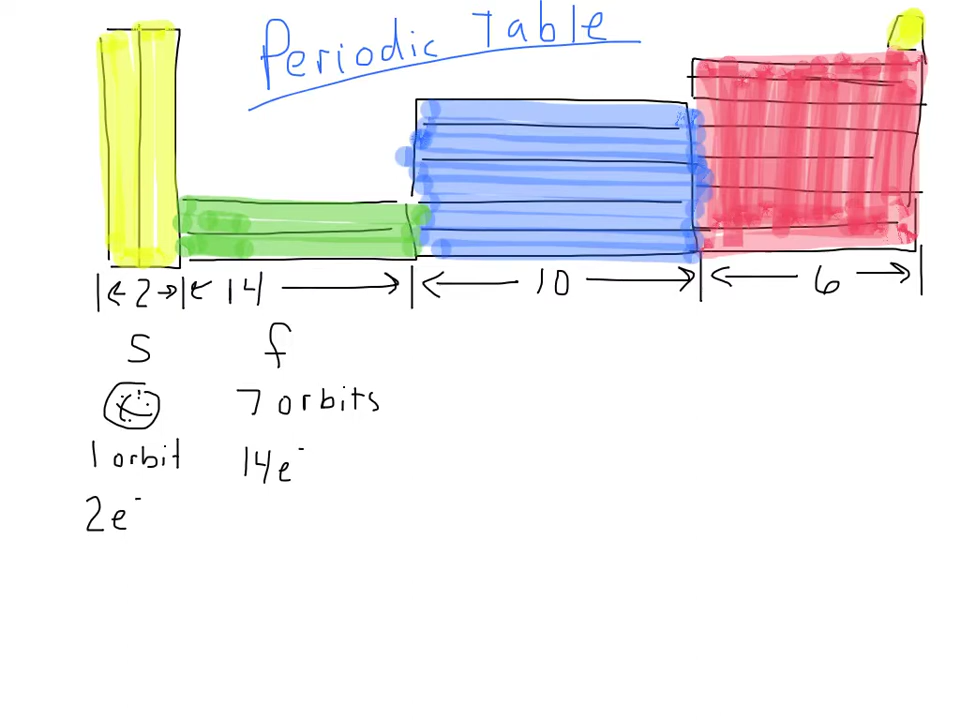 Periodic Table
2 14 10 6
s f
7 orbits
1 orbit 14e⁻
2e⁻